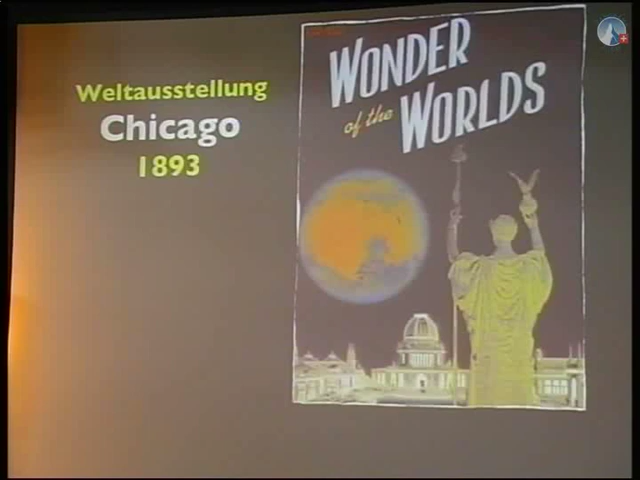 Weltausstellung
Chicago
1893
WONDER
of the
WORLDS